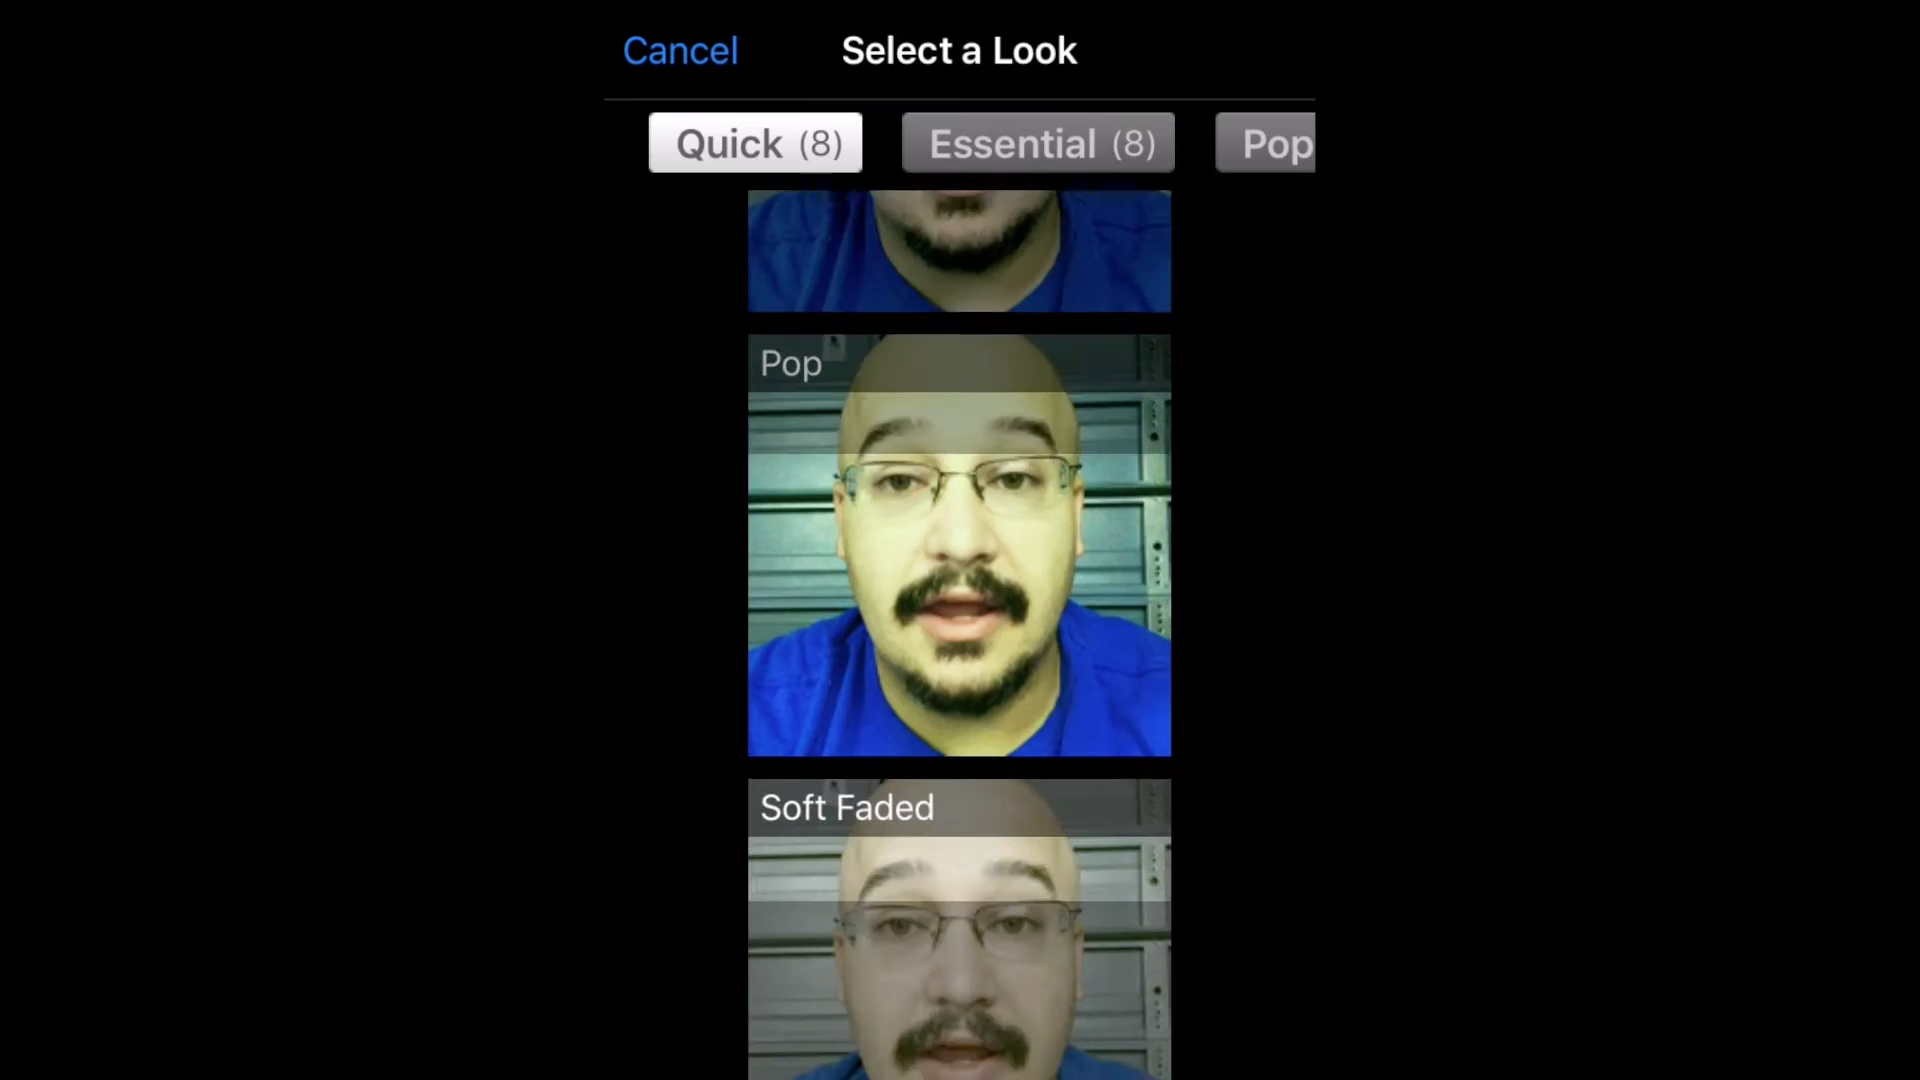 Cancel
Select a Look
Quick (8)
Essential (8)
Pop
Pop
Soft Faded